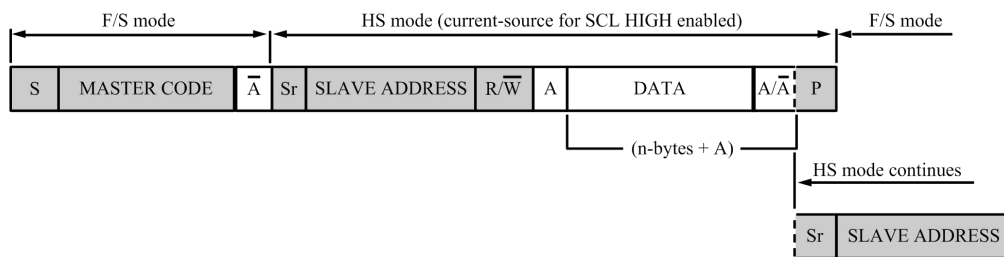 F/S mode HS mode (current-source for SCL HIGH enabled) F/S mode
S MASTER CODE A̅ Sr SLAVE ADDRESS R/W̅ A DATA A/A̅ P
(n-bytes + A)
HS mode continues
Sr SLAVE ADDRESS